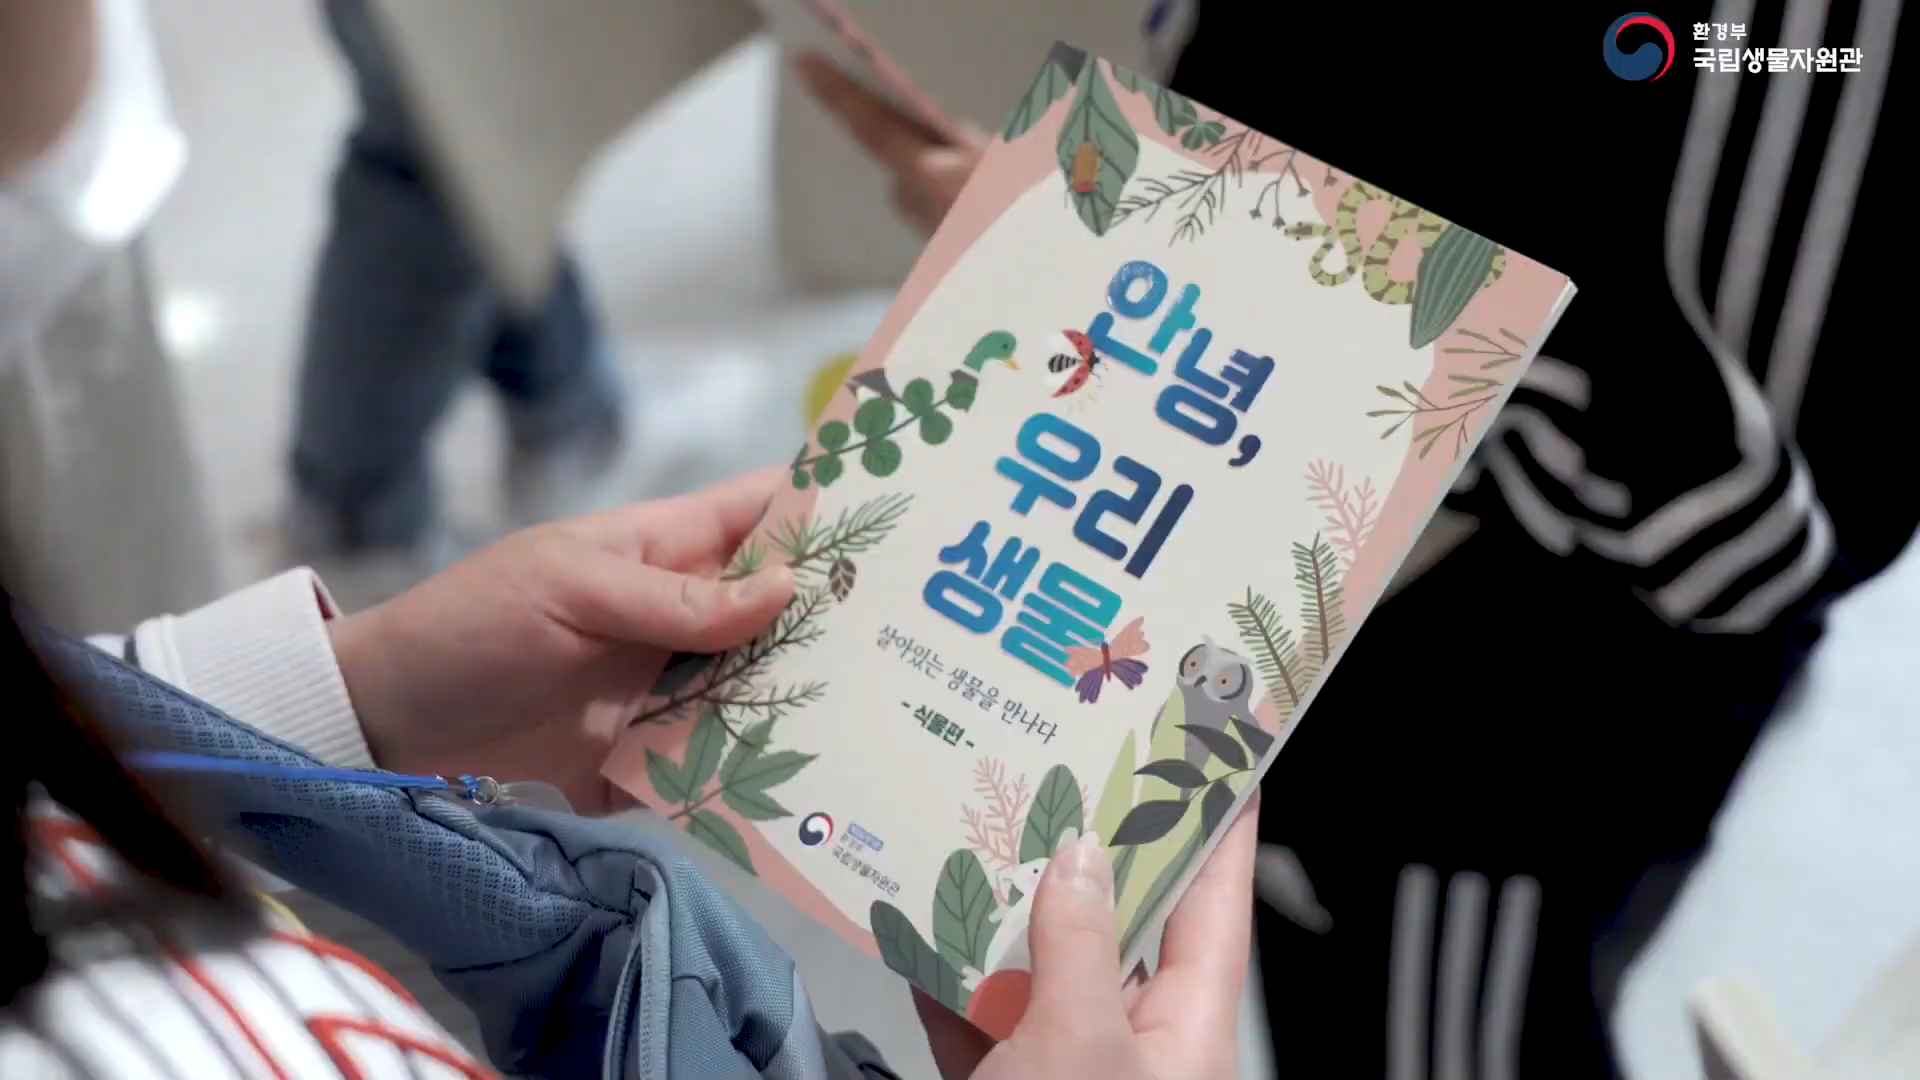 환경부
국립생물자원관
안녕,
우리
생물
살아있는 생물을 만나다
- 식물편 -
환경부
국립생물자원관